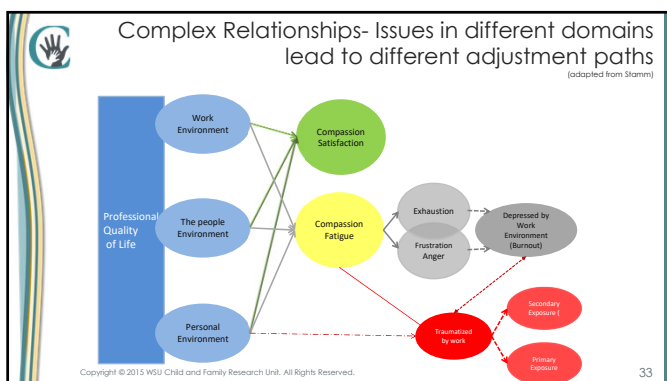 Complex Relationships- Issues in different domains
lead to different adjustment paths
(adapted from Stamm)
Professional
Quality
of Life
Work
Environment
The people
Environment
Personal
Environment
Compassion
Satisfaction
Compassion
Fatigue
Exhaustion
Frustration
Anger
Depressed by
Work
Environment
(Burnout)
Traumatized
by work
Secondary
Exposure (
Primary
Exposure
Copyright © 2015 WSU Child and Family Research Unit. All Rights Reserved.
33